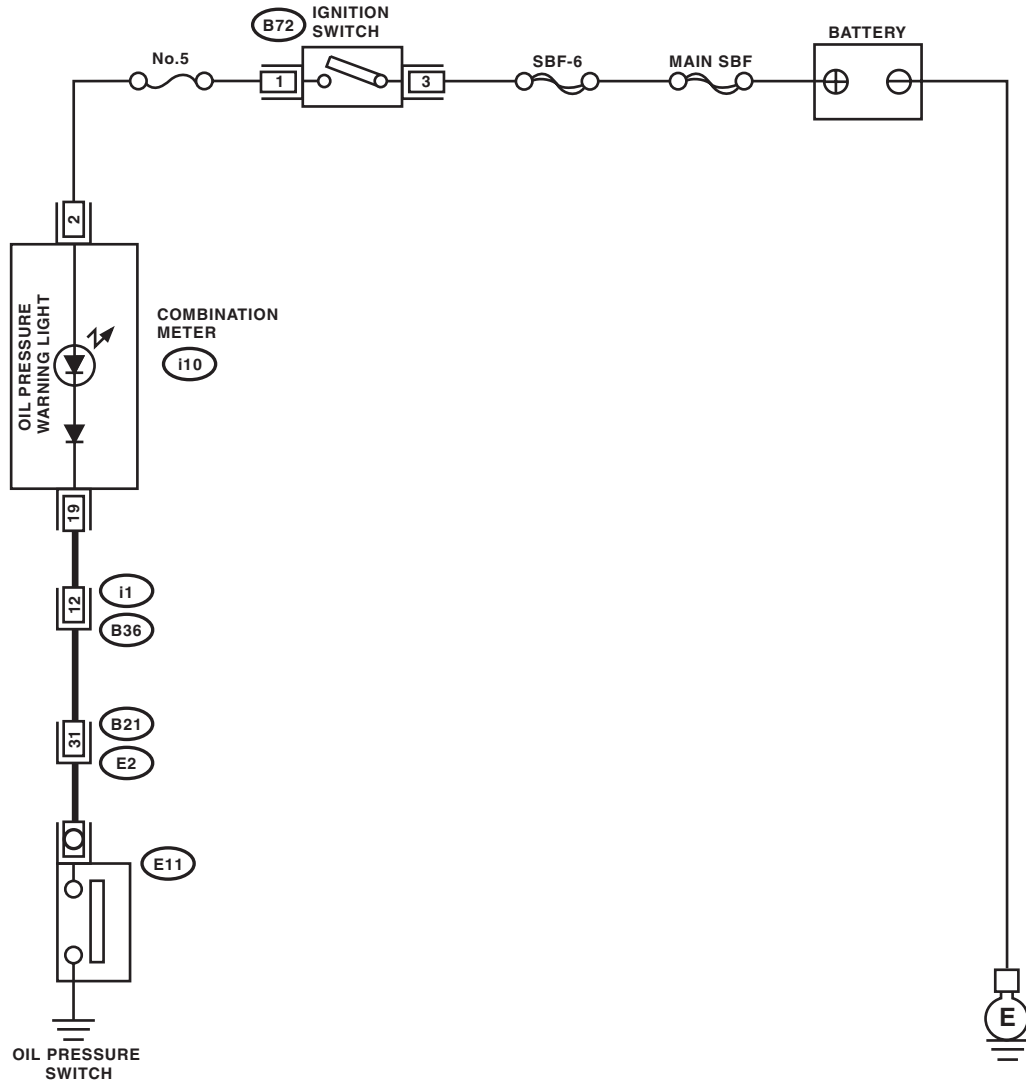 B72
IGNITION
SWITCH
No.5
1
3
SBF-6
MAIN SBF
BATTERY
2
OIL PRESSURE
WARNING LIGHT
COMBINATION
METER
i10
19
12
i1
B36
31
B21
E2
E11
OIL PRESSURE
SWITCH
E